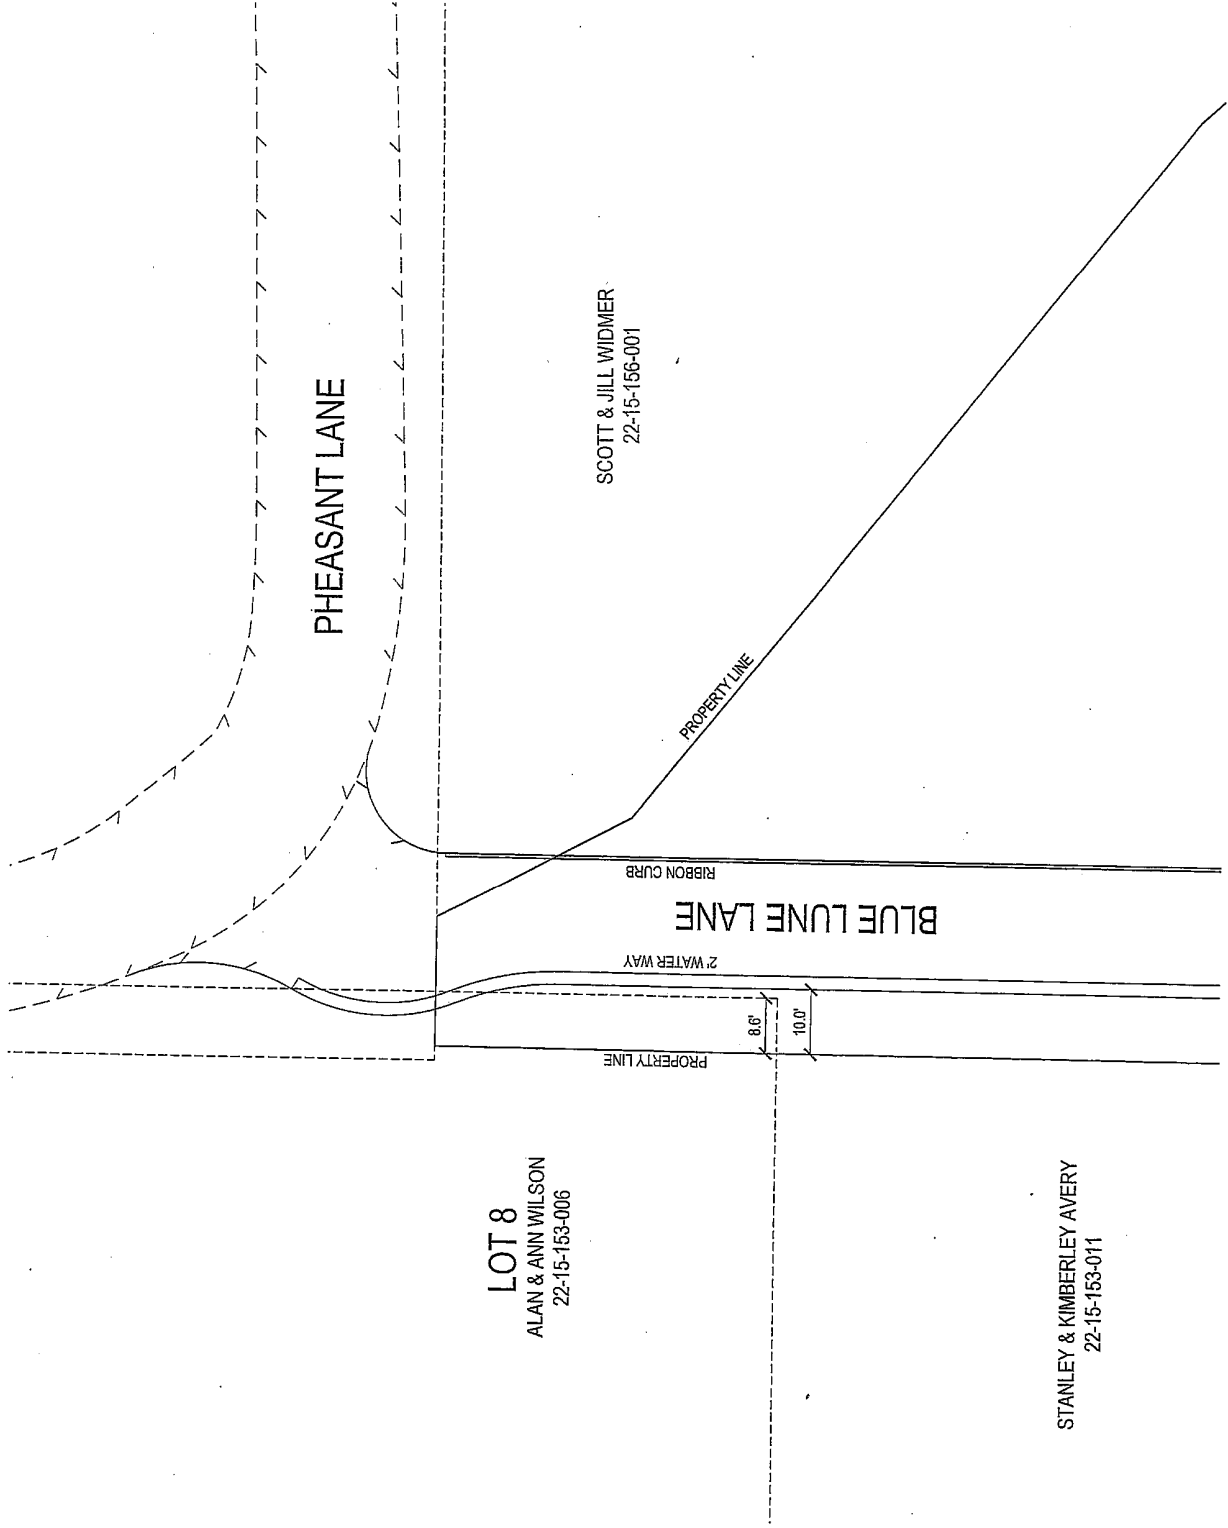 PHEASANT LANE
SCOTT & JILL WIDMER
22-15-156-001
PROPERTY LINE
RIBBON CURB
BLUE LUNE LANE
2' WATER WAY
8.6'
10.0'
PROPERTY LINE
LOT 8
ALAN & ANN WILSON
22-15-153-006
STANLEY & KIMBERLEY AVERY
22-15-153-011